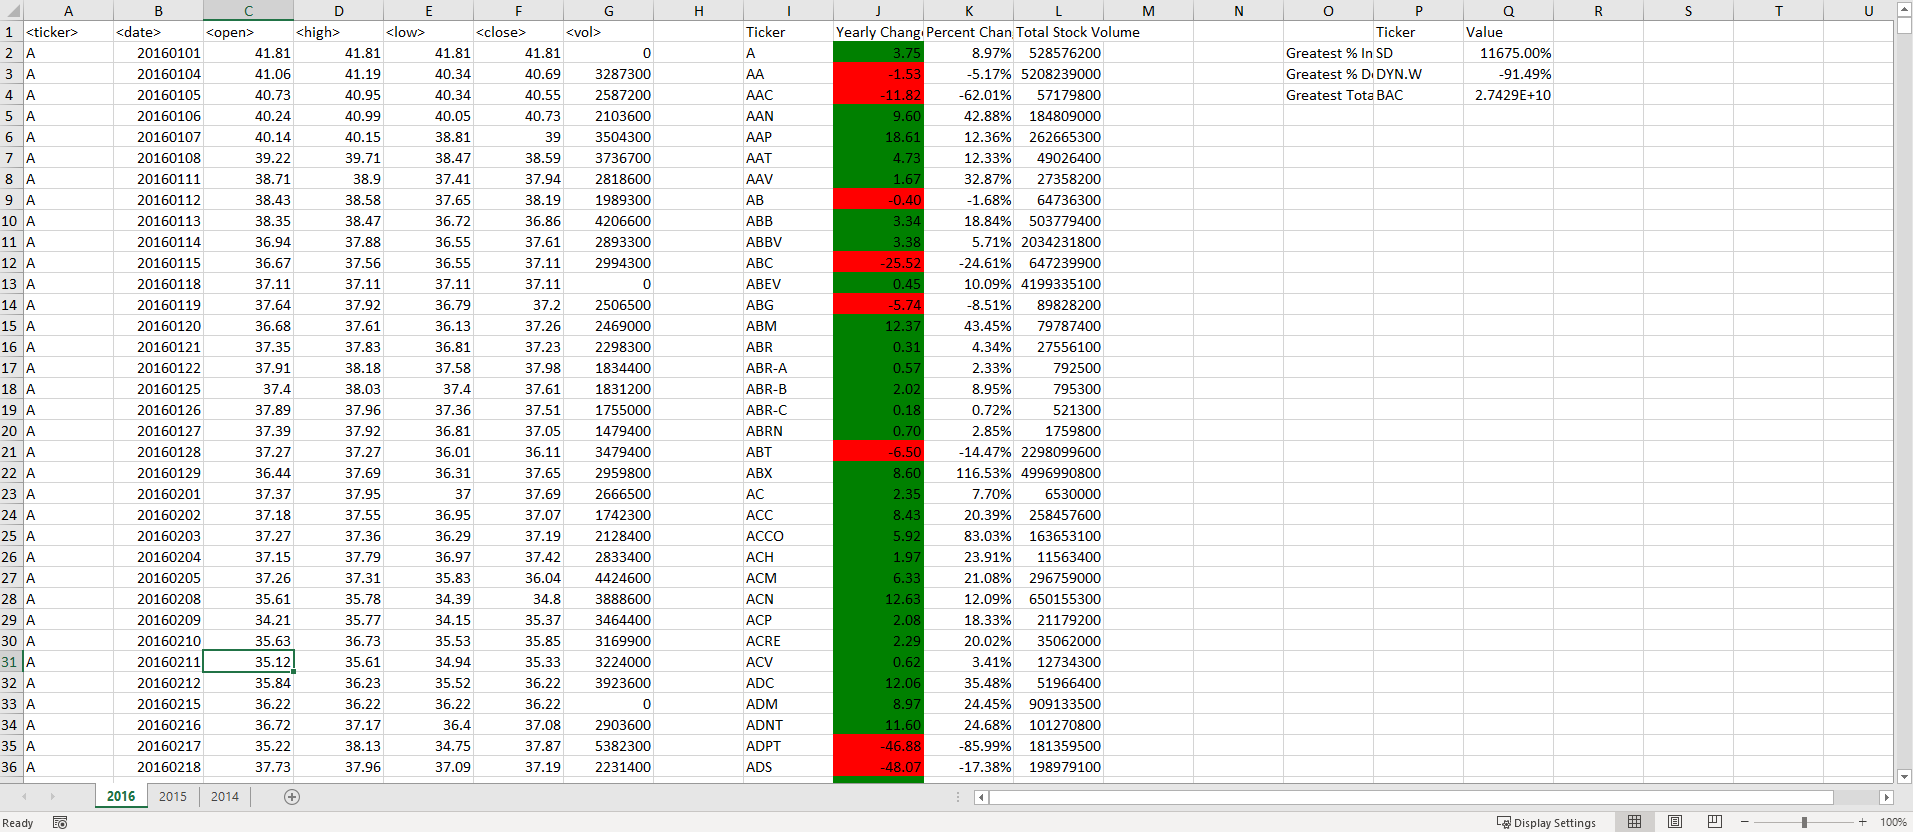 A B C D E F G H I J K L M N O P Q R S T U
1 <ticker> <date> <open> <high> <low> <close> <vol> Ticker Yearly Change Percent Chan Total Stock Volume Ticker Value
2 A 20160101 41.81 41.81 41.81 41.81 0 A 3.75 8.97% 528576200 Greatest % In SD 11675.00%
3 A 20160104 41.06 41.19 40.34 40.69 3287300 AA -1.53 -5.17% 5208239000 Greatest % De DYN.W -91.49%
4 A 20160105 40.73 40.95 40.34 40.55 2587200 AAC -11.82 -62.01% 57179800 Greatest Tota BAC 2.7429E+10
5 A 20160106 40.24 40.99 40.05 40.73 2103600 AAN 9.60 42.88% 184809000
6 A 20160107 40.14 40.15 38.81 39 3504300 AAP 18.61 12.36% 262665300
7 A 20160108 39.22 39.71 38.47 38.59 3736700 AAT 4.73 12.33% 49026400
8 A 20160111 38.71 38.9 37.41 37.94 2818600 AAV 1.67 32.87% 27358200
9 A 20160112 38.43 38.58 37.65 38.19 1989300 AB -0.40 -1.68% 64736300
10 A 20160113 38.35 38.47 36.72 36.86 4206600 ABB 3.34 18.84% 503779400
11 A 20160114 36.94 37.88 36.55 37.61 2893300 ABBV 3.38 5.71% 2034231800
12 A 20160115 36.67 37.56 36.55 37.11 2994300 ABC -25.52 -24.61% 647239900
13 A 20160118 37.11 37.11 37.11 37.11 0 ABEV 0.45 10.09% 4199335100
14 A 20160119 37.64 37.92 36.79 37.2 2506500 ABG -5.74 -8.51% 89828200
15 A 20160120 36.68 37.61 36.13 37.26 2469000 ABM 12.37 43.45% 79787400
16 A 20160121 37.35 37.83 36.81 37.23 2298300 ABR 0.31 4.34% 27556100
17 A 20160122 37.91 38.18 37.58 37.98 1834400 ABR-A 0.57 2.33% 792500
18 A 20160125 37.4 38.03 37.4 37.61 1831200 ABR-B 2.02 8.95% 795300
19 A 20160126 37.89 37.96 37.36 37.51 1755000 ABR-C 0.18 0.72% 521300
20 A 20160127 37.39 37.92 36.81 37.05 1479400 ABRN 0.70 2.85% 1759800
21 A 20160128 37.27 37.27 36.01 36.11 3479400 ABT -6.50 -14.47% 2298099600
22 A 20160129 36.44 37.69 36.31 37.65 2959800 ABX 8.60 116.53% 4996990800
23 A 20160201 37.37 37.95 37 37.69 2666500 AC 2.35 7.70% 6530000
24 A 20160202 37.18 37.55 36.95 37.07 1742300 ACC 8.43 20.39% 258457600
25 A 20160203 37.27 37.36 36.29 37.19 2128400 ACCO 5.92 83.03% 163653100
26 A 20160204 37.15 37.79 36.97 37.42 2833400 ACH 1.97 23.91% 11563400
27 A 20160205 37.26 37.31 35.83 36.04 4424600 ACM 6.33 21.08% 296759000
28 A 20160208 35.61 35.78 34.39 34.8 3888600 ACN 12.63 12.09% 650155300
29 A 20160209 34.21 35.77 34.15 35.37 3464400 ACP 2.08 18.33% 21179200
30 A 20160210 35.63 36.73 35.53 35.85 3169900 ACRE 2.29 20.02% 35062000
31 A 20160211 35.12 35.61 34.94 35.33 3224000 ACV 0.62 3.41% 12734300
32 A 20160212 35.84 36.23 35.52 36.22 3923600 ADC 12.06 35.48% 51966400
33 A 20160215 36.22 36.22 36.22 36.22 0 ADM 8.97 24.45% 909133500
34 A 20160216 36.72 37.17 36.4 37.08 2903600 ADNT 11.60 24.68% 101270800
35 A 20160217 35.22 38.13 34.75 37.87 5382300 ADPT -46.88 -85.99% 181359500
36 A 20160218 37.73 37.96 37.09 37.19 2231400 ADS -48.07 -17.38% 198979100
2016 2015 2014
Ready Display Settings 100%